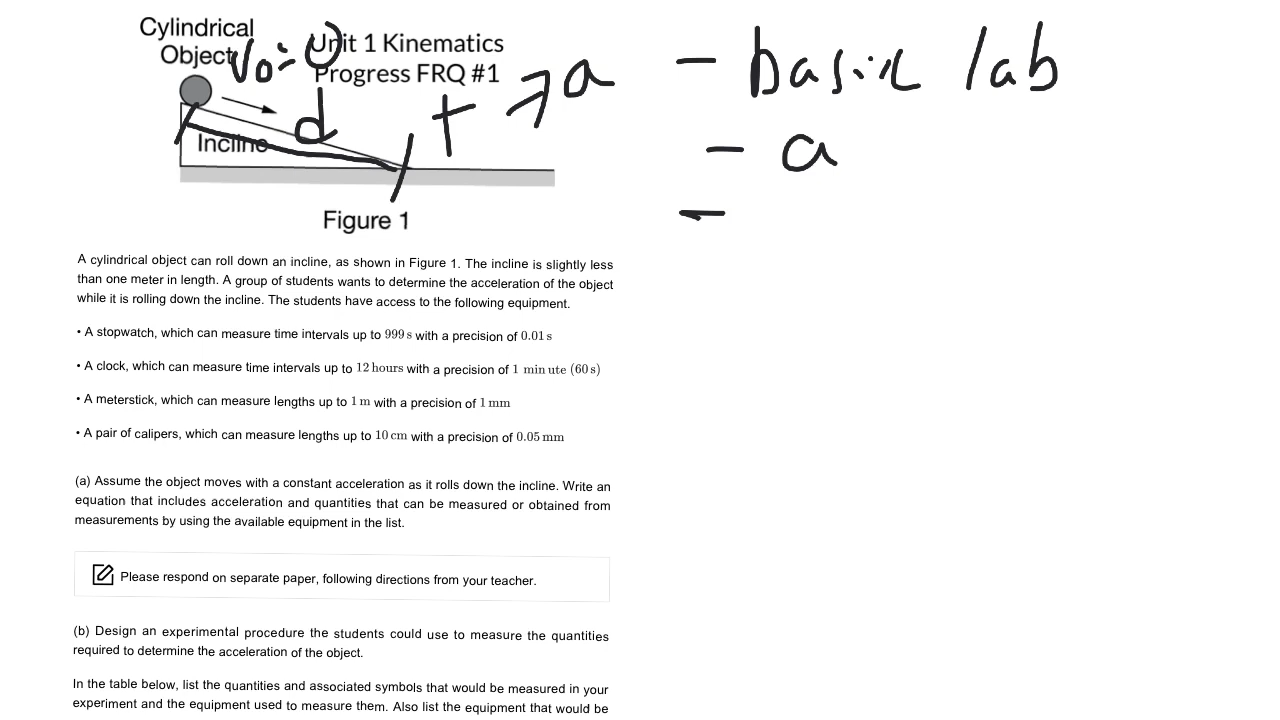 Cylindrical
Object
V0=0
Unit 1 Kinematics
Progress FRQ #1
d
t → a
Incline
Figure 1
- basic lab
- a
-
A cylindrical object can roll down an incline, as shown in Figure 1. The incline is slightly less
than one meter in length. A group of students wants to determine the acceleration of the object
while it is rolling down the incline. The students have access to the following equipment.
• A stopwatch, which can measure time intervals up to 999 s with a precision of 0.01 s
• A clock, which can measure time intervals up to 12 hours with a precision of 1 min ute (60 s)
• A meterstick, which can measure lengths up to 1 m with a precision of 1 mm
• A pair of calipers, which can measure lengths up to 10 cm with a precision of 0.05 mm
(a) Assume the object moves with a constant acceleration as it rolls down the incline. Write an
equation that includes acceleration and quantities that can be measured or obtained from
measurements by using the available equipment in the list.
Please respond on separate paper, following directions from your teacher.
(b) Design an experimental procedure the students could use to measure the quantities
required to determine the acceleration of the object.
In the table below, list the quantities and associated symbols that would be measured in your
experiment and the equipment used to measure them. Also list the equipment that would be